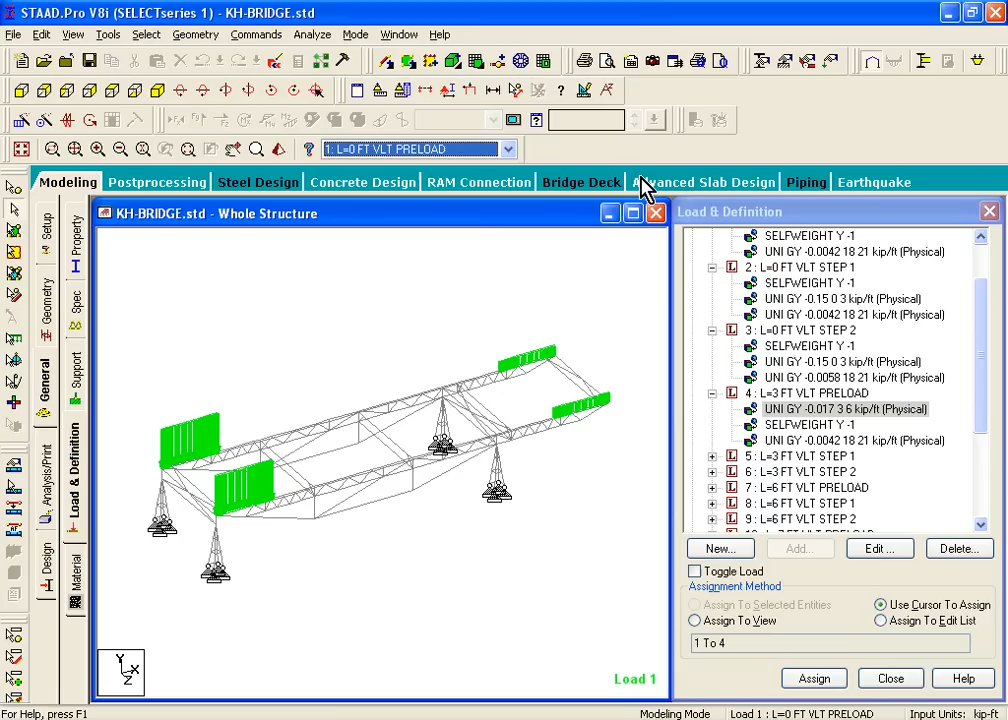 STAAD.Pro V8i (SELECTseries 1) - KH-BRIDGE.std
File Edit View Tools Select Geometry Commands Analyze Mode Window Help
1: L=0 FT VLT PRELOAD
Modeling Postprocessing Steel Design Concrete Design RAM Connection Bridge Deck Advanced Slab Design Piping Earthquake
Setup
Geometry
General
Analysis/Print
Design
Property
Spec
Support
Load & Definition
Material
KH-BRIDGE.std - Whole Structure
Y
X
Z
Load 1
Load & Definition
SELFWEIGHT Y -1
UNI GY -0.0042 18 21 kip/ft (Physical)
2 : L=0 FT VLT STEP 1
SELFWEIGHT Y -1
UNI GY -0.15 0 3 kip/ft (Physical)
UNI GY -0.0042 18 21 kip/ft (Physical)
3 : L=0 FT VLT STEP 2
SELFWEIGHT Y -1
UNI GY -0.15 0 3 kip/ft (Physical)
UNI GY -0.0058 18 21 kip/ft (Physical)
4 : L=3 FT VLT PRELOAD
UNI GY -0.017 3 6 kip/ft (Physical)
SELFWEIGHT Y -1
UNI GY -0.0042 18 21 kip/ft (Physical)
5 : L=3 FT VLT STEP 1
6 : L=3 FT VLT STEP 2
7 : L=6 FT VLT PRELOAD
8 : L=6 FT VLT STEP 1
9 : L=6 FT VLT STEP 2
New... Add... Edit ... Delete...
Toggle Load
Assignment Method
Assign To Selected Entities Use Cursor To Assign
Assign To View Assign To Edit List
1 To 4
Assign Close Help
For Help, press F1 Modeling Mode Load 1 : L=0 FT VLT PRELOAD Input Units: kip-ft